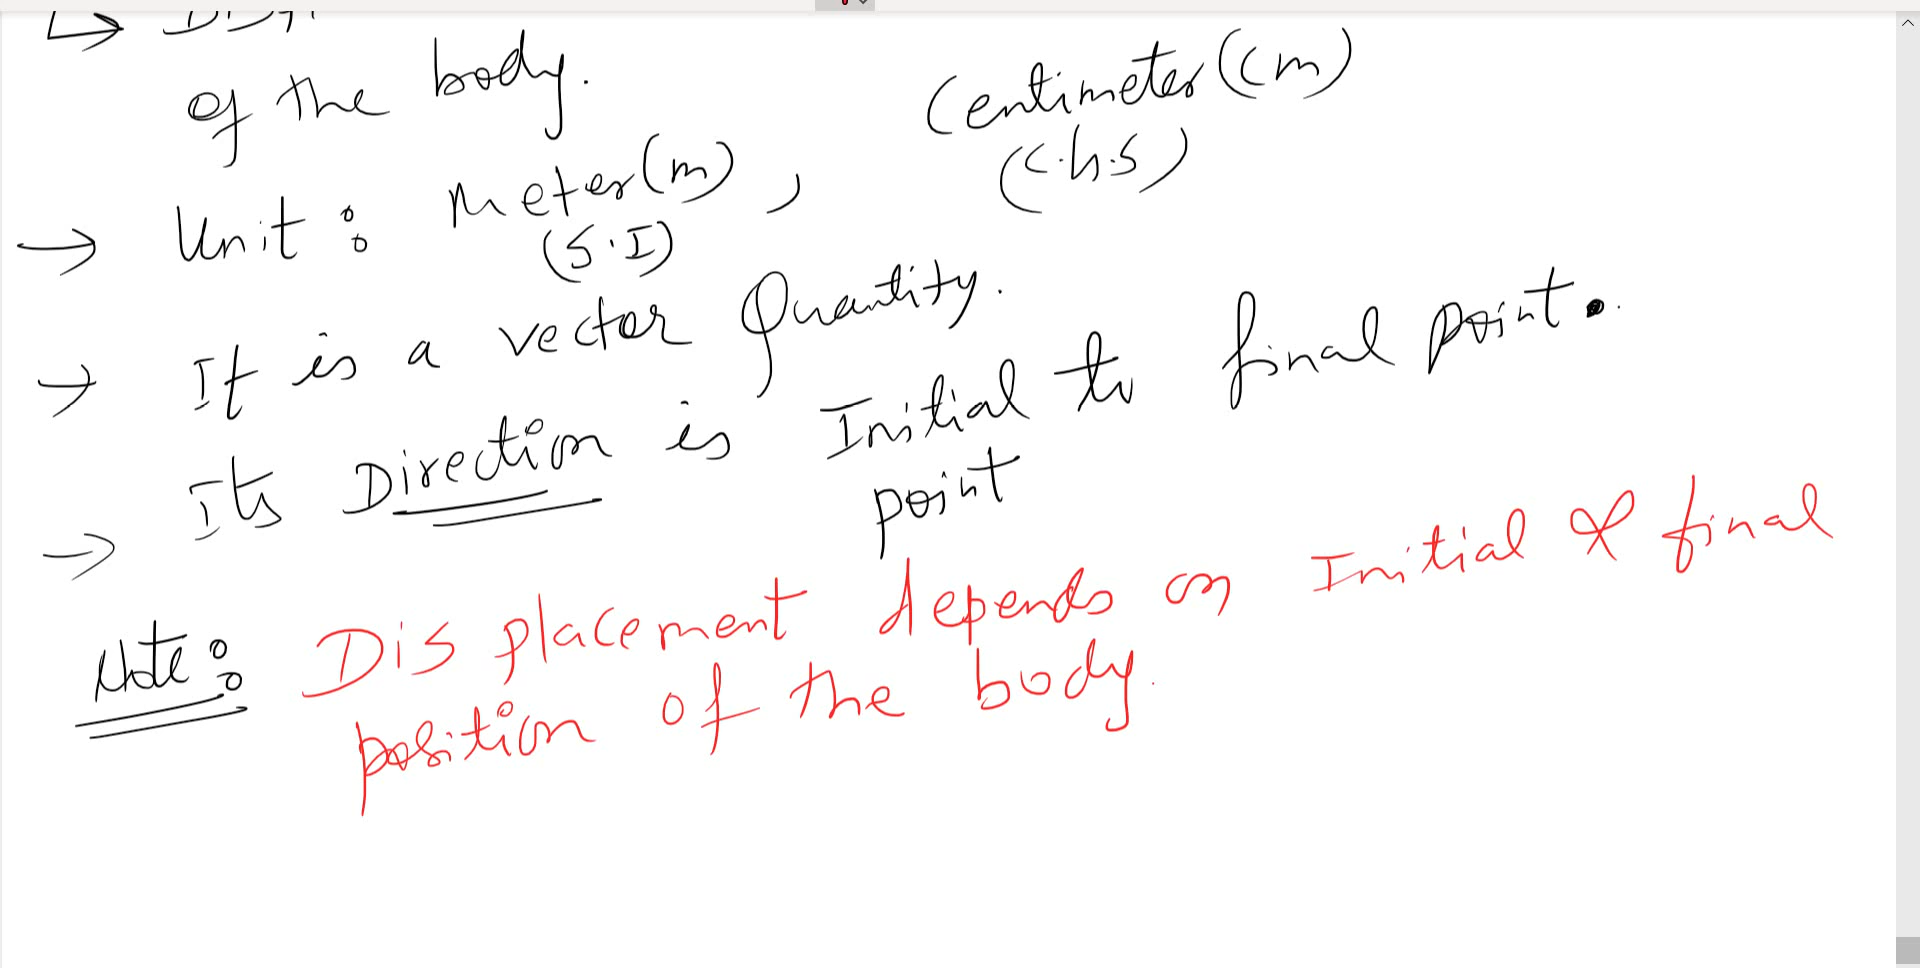 of the body.
Unit : Meter(m) , Centimeter(cm)
(S.I) (C.h.S)
→ It is a vector Quantity.
→ Its Direction is Initial to final point.
point
Note : Displacement depends on Initial & final
position of the body.